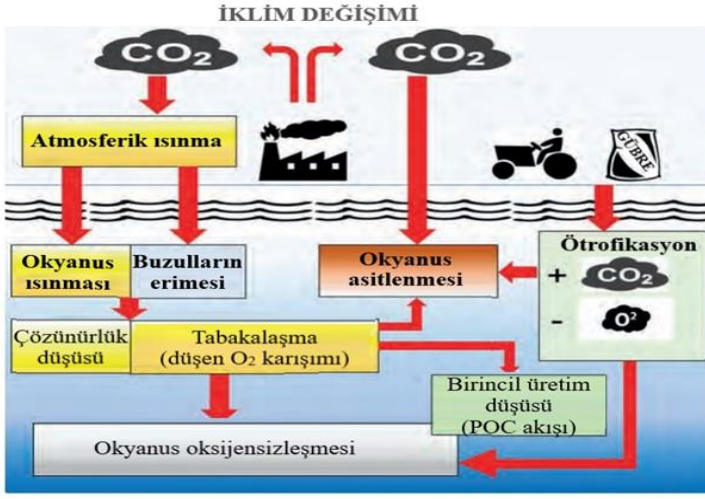 İKLİM DEĞİŞİMİ
CO₂
CO₂
Atmosferik ısınma
GÜBRE
Okyanus
ısınması
Buzulların
erimesi
Okyanus
asitlenmesi
Ötrofikasyon
+ CO₂
- O²
Çözünürlük
düşüsü
Tabakalaşma
(düşen O₂ karışımı)
Birincil üretim
düşüsü
(POC akışı)
Okyanus oksijensizleşmesi